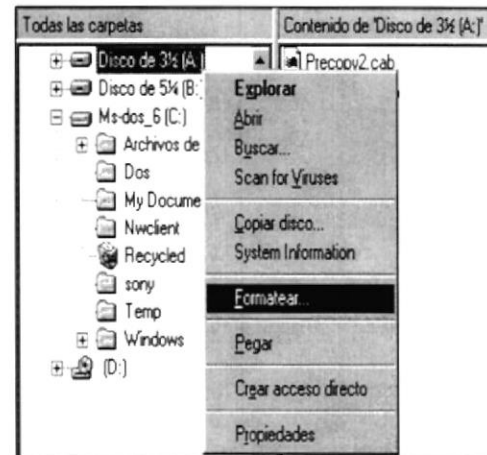 Todas las carpetas
Contenido de 'Disco de 3½ (A:)'
Disco de 3½ (A:)
Disco de 5¼ (B:)
Ms-dos_6 (C:)
Archivos de
Dos
My Docume
Nwclient
Recycled
sony
Temp
Windows
(D:)
Precopy2.cab
Explorar
Abrir
Buscar...
Scan for Viruses
Copiar disco...
System Information
Formatear...
Pegar
Crear acceso directo
Propiedades